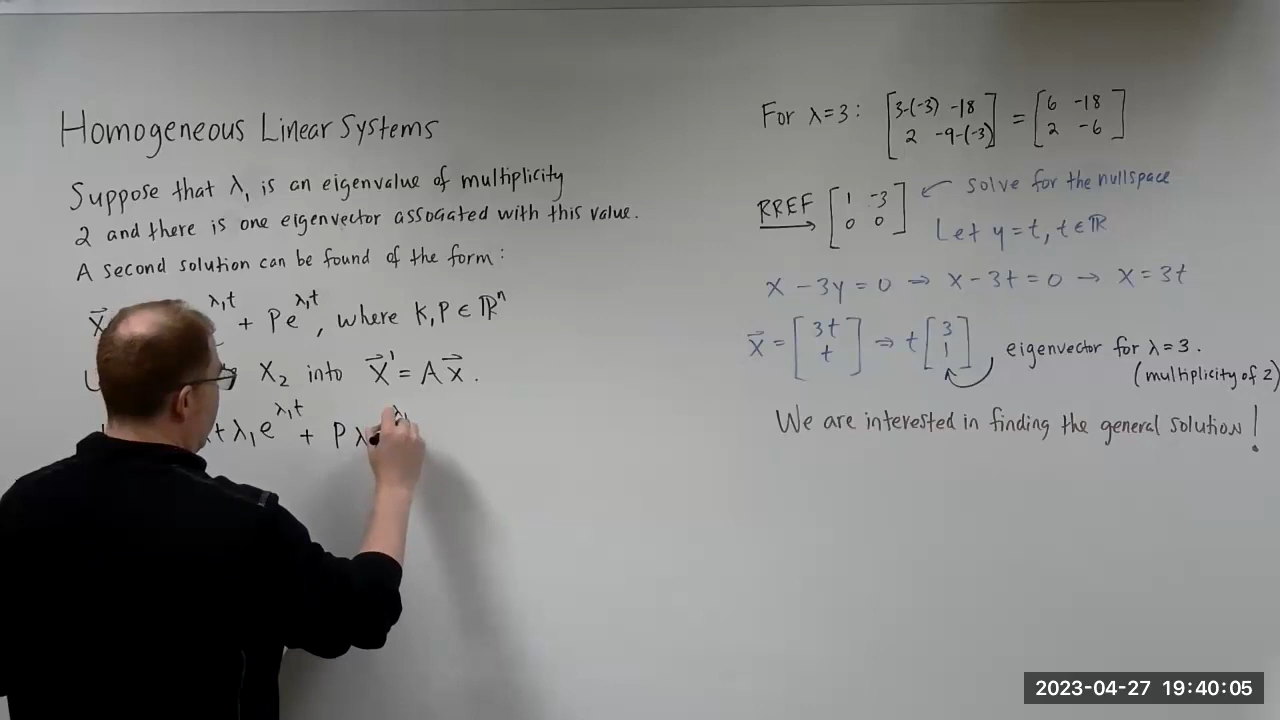 Homogeneous Linear Systems
Suppose that λ₁ is an eigenvalue of multiplicity
2 and there is one eigenvector associated with this value.
A second solution can be found of the form:
λ₁t + Pe^{λ₁t}, where K, P ∈ ℝⁿ
X₂ into X⃗' = AX⃗.
tλ₁e^{λ₁t} + Pλ
For λ=3: [3-(-3) -18; 2 -9-(-3)] = [6 -18; 2 -6]
RREF → [1 -3; 0 0] ← solve for the nullspace
Let y=t, t∈ℝ
x -3y = 0 → x -3t = 0 → x = 3t
x⃗ = [3t; t] ⇒ t[3; 1] eigenvector for λ=3.
(multiplicity of 2)
We are interested in finding the general solution!
2023-04-27 19:40:05